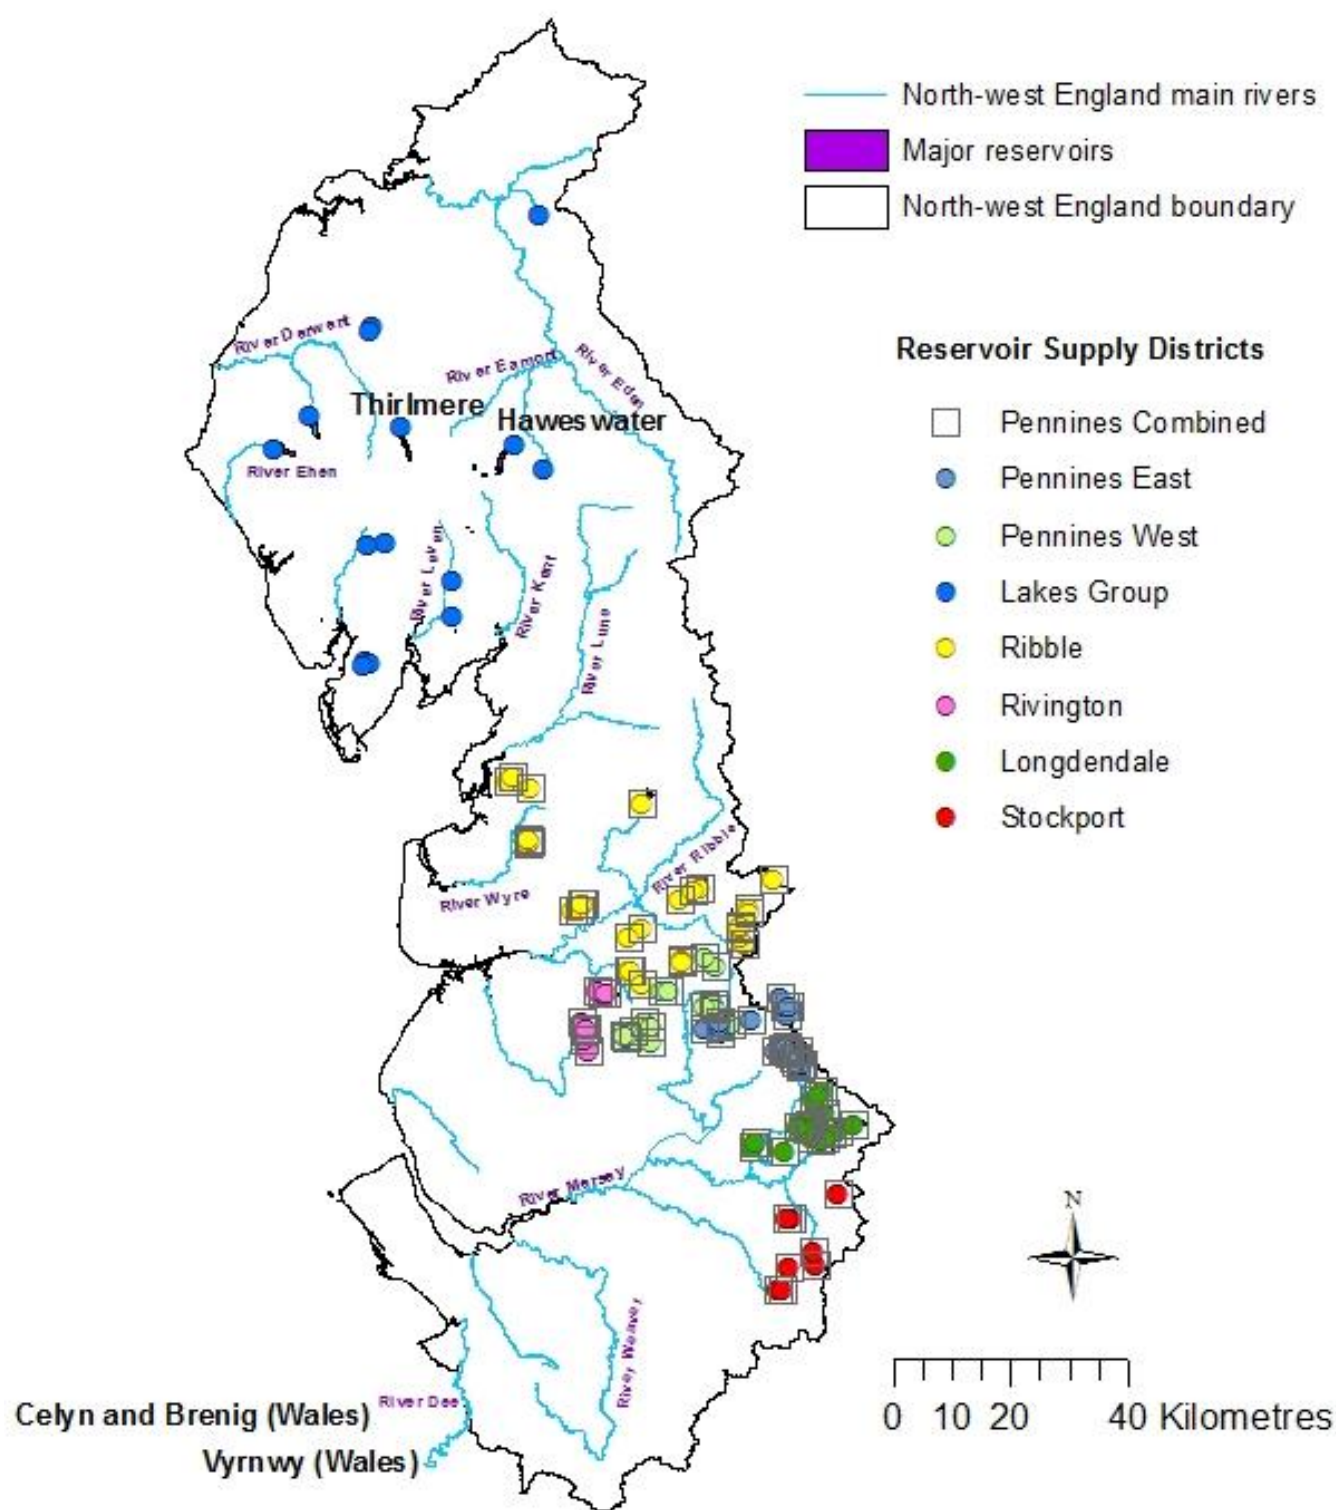 North-west England main rivers
Major reservoirs
North-west England boundary
River Derwent
River Eamont
River Eden
Thirlmere
Haweswater
River Ehen
Reservoir Supply Districts
Pennines Combined
Pennines East
Pennines West
Lakes Group
Ribble
Rivington
Longdendale
Stockport
River Leven
River Kent
River Lune
River Ribble
River Wyre
River Mersey
N
River Weaver
River Dee
Celyn and Brenig (Wales)
Vyrnwy (Wales)
0 10 20 40 Kilometres